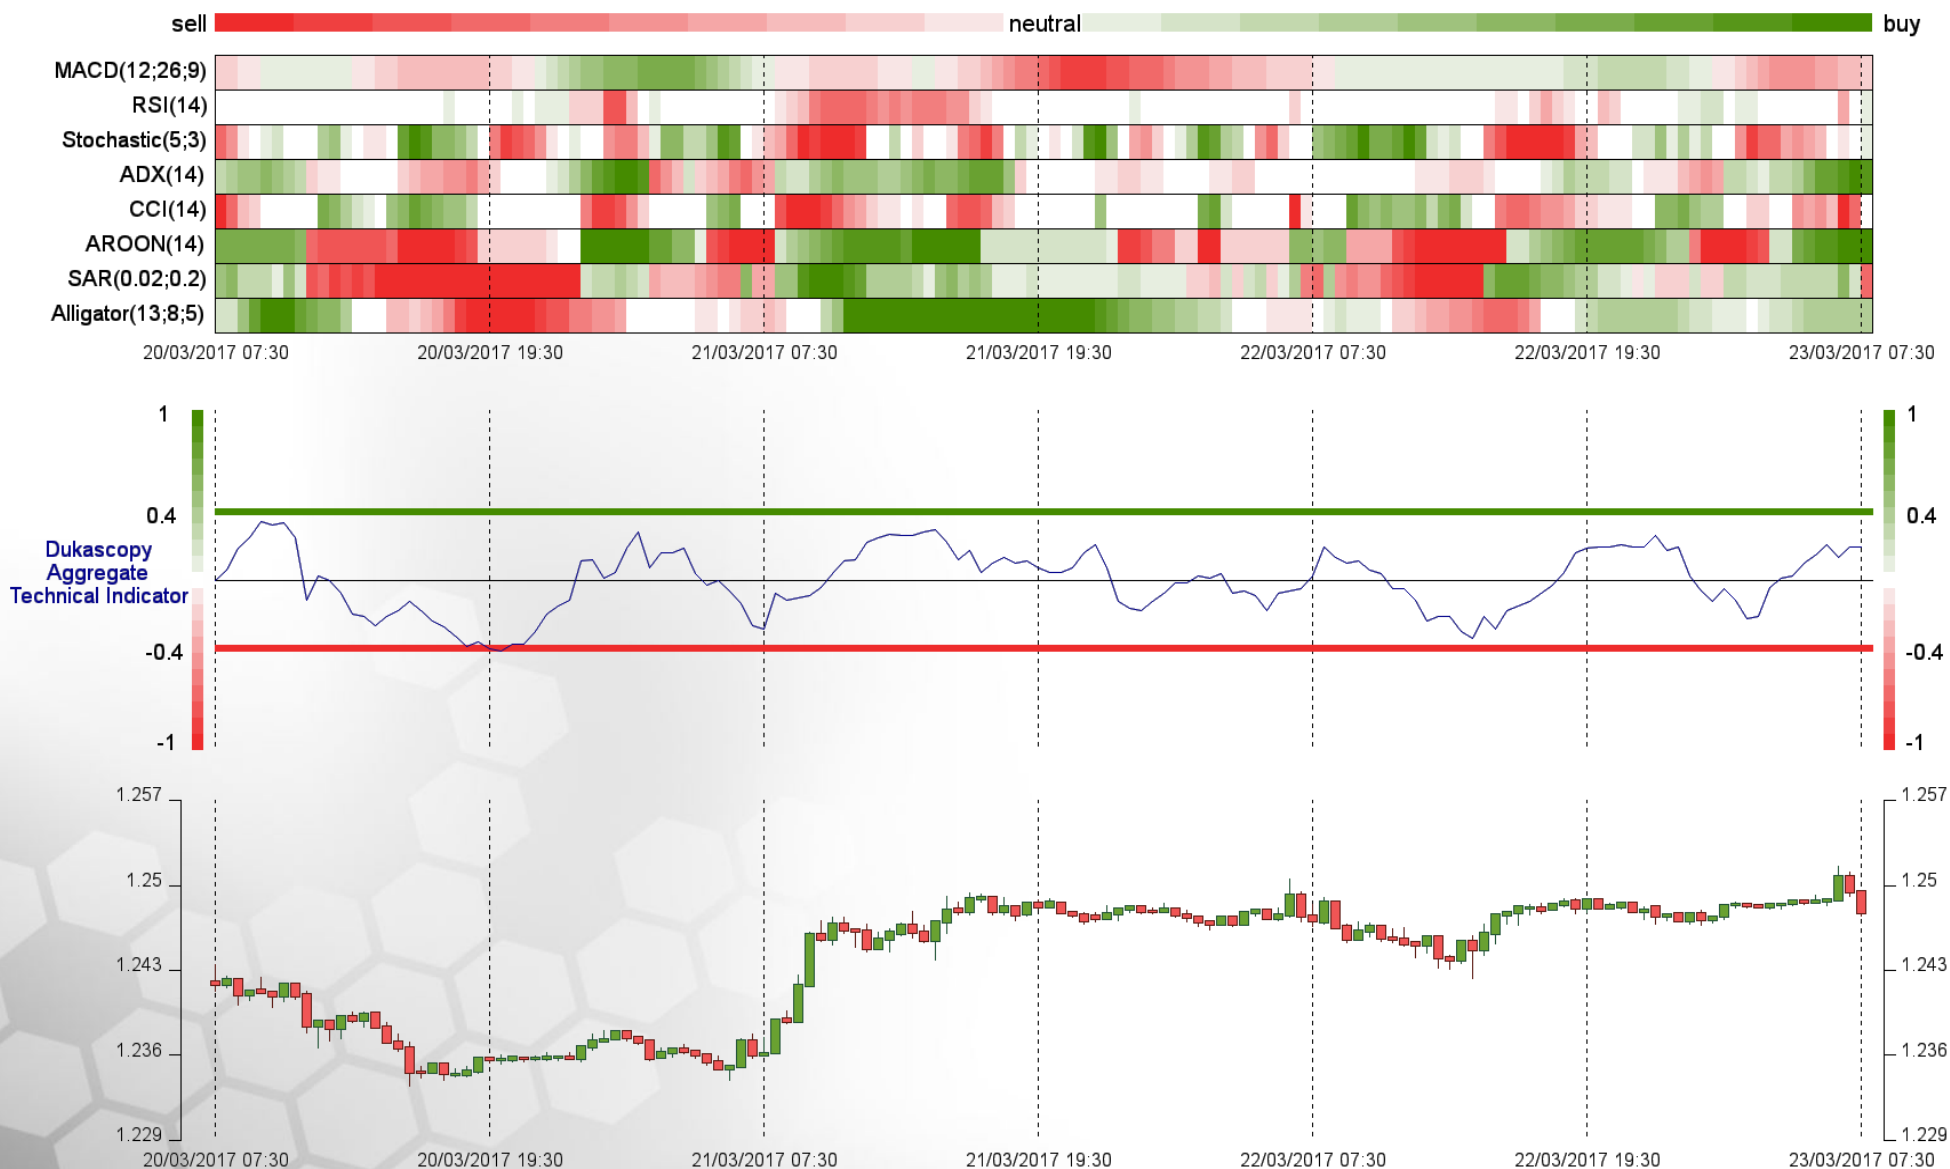 sell neutral buy
MACD(12;26;9)
RSI(14)
Stochastic(5;3)
ADX(14)
CCI(14)
AROON(14)
SAR(0.02;0.2)
Alligator(13;8;5)
20/03/2017 07:30 20/03/2017 19:30 21/03/2017 07:30 21/03/2017 19:30 22/03/2017 07:30 22/03/2017 19:30 23/03/2017 07:30
1 1
0.4 0.4
Dukascopy
Aggregate
Technical Indicator
-0.4 -0.4
-1 -1
1.257 1.257
1.25 1.25
1.243 1.243
1.236 1.236
1.229 1.229
20/03/2017 07:30 20/03/2017 19:30 21/03/2017 07:30 21/03/2017 19:30 22/03/2017 07:30 22/03/2017 19:30 23/03/2017 07:30